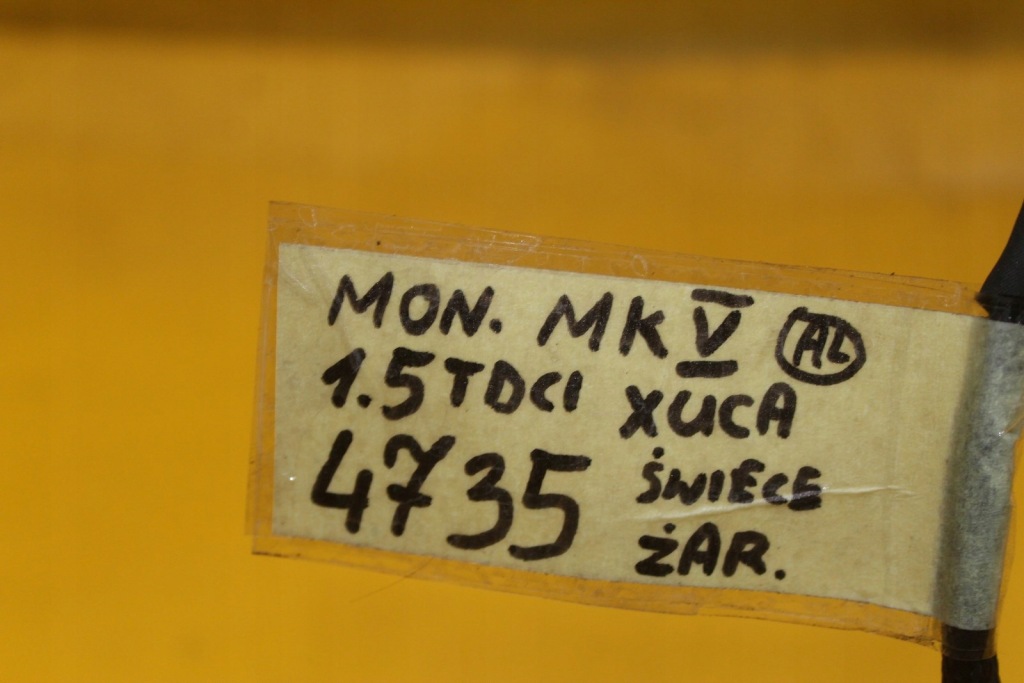 MON. MK V AL
1.5 TDCI XUCA
4735 ŚWIECE
ŻAR.